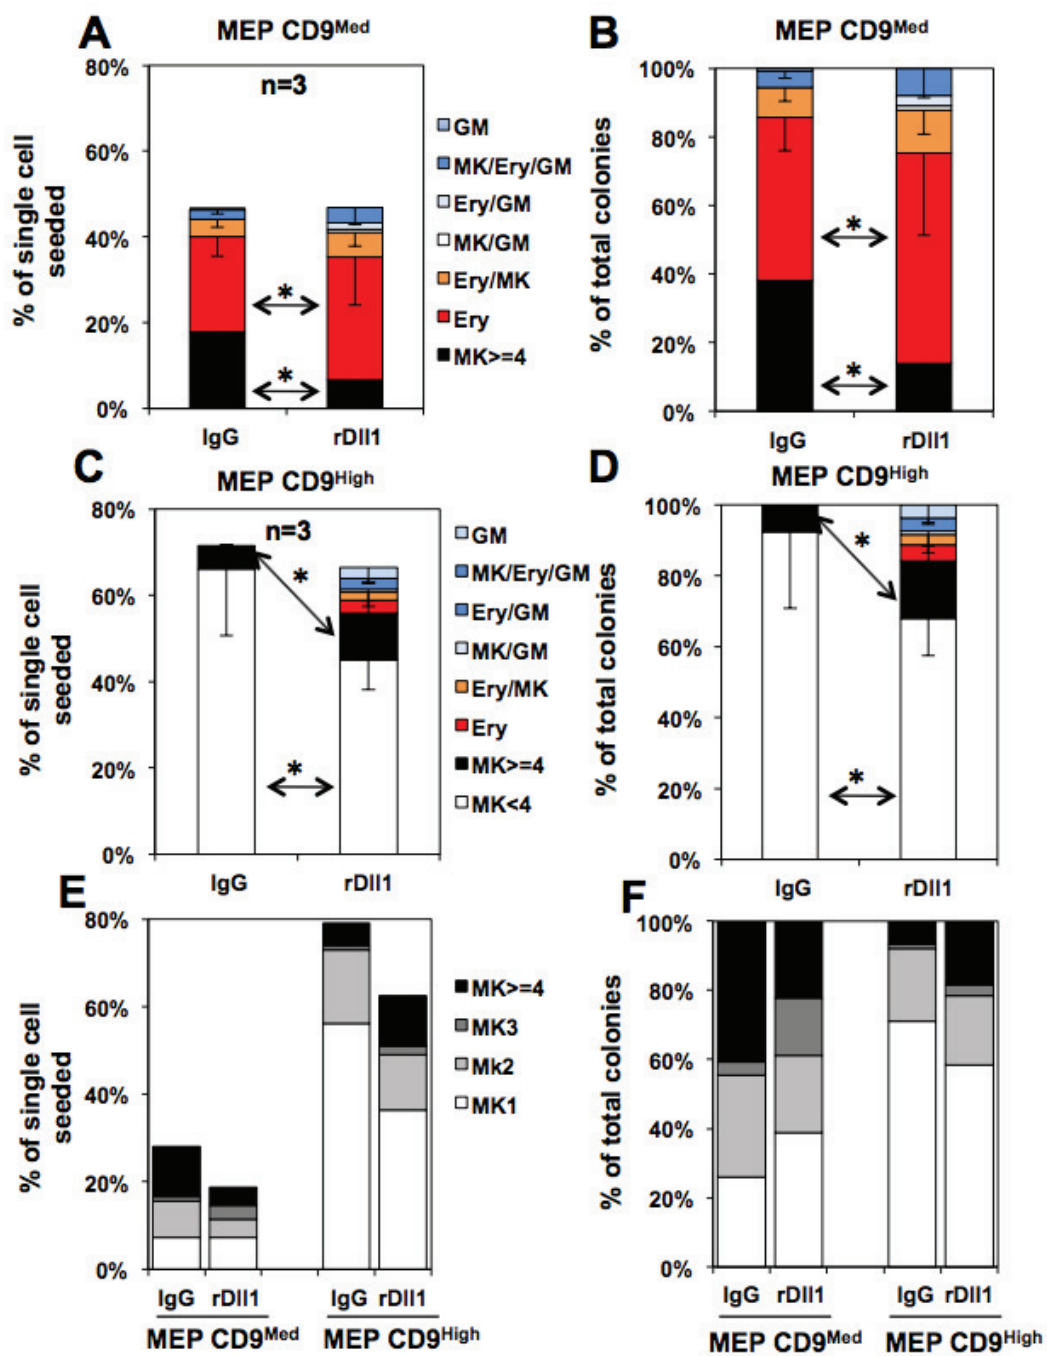 A
MEP CD9Med
80%
n=3
60%
40%
20%
0%
% of single cell
seeded
*
*
IgG
rDll1
GM
MK/Ery/GM
Ery/GM
MK/GM
Ery/MK
Ery
MK>=4
B
MEP CD9Med
100%
80%
60%
40%
20%
0%
% of total colonies
*
*
IgG
rDll1
C
MEP CD9High
80%
n=3
60%
40%
20%
0%
% of single cell
seeded
*
*
IgG
rDll1
GM
MK/Ery/GM
Ery/GM
MK/GM
Ery/MK
Ery
MK>=4
MK<4
D
MEP CD9High
100%
80%
60%
40%
20%
0%
% of total colonies
*
*
IgG
rDll1
E
80%
60%
40%
20%
0%
% of single cell
seeded
IgG rDll1
IgG rDll1
MEP CD9Med
MEP CD9High
MK>=4
MK3
Mk2
MK1
F
100%
80%
60%
40%
20%
0%
% of total colonies
IgG rDll1
IgG rDll1
MEP CD9Med
MEP CD9High